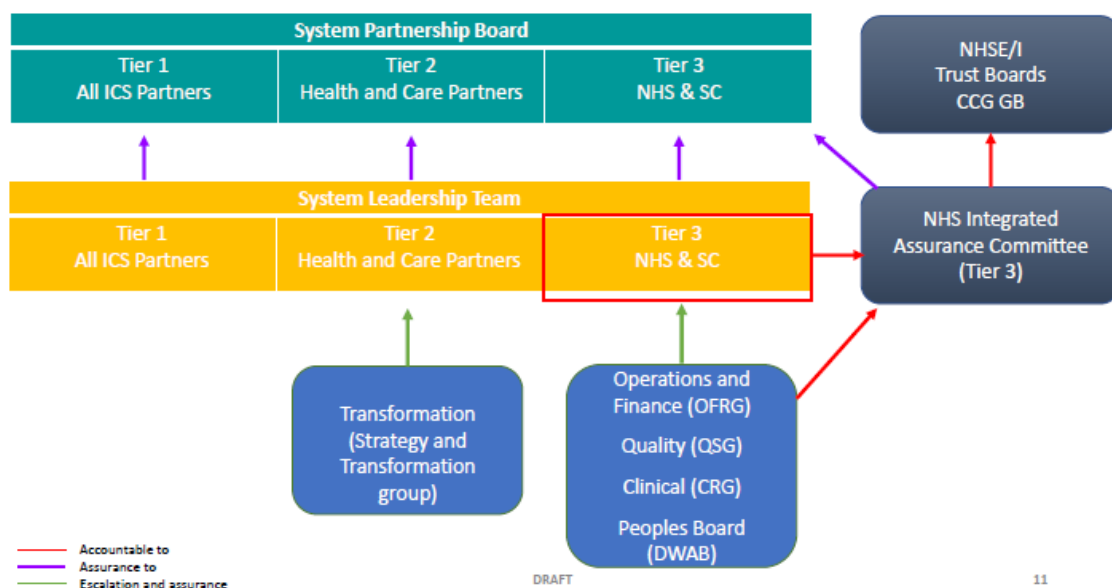 System Partnership Board
Tier 1
All ICS Partners
Tier 2
Health and Care Partners
Tier 3
NHS & SC
NHSE/I
Trust Boards
CCG GB
System Leadership Team
Tier 1
All ICS Partners
Tier 2
Health and Care Partners
Tier 3
NHS & SC
NHS Integrated
Assurance Committee
(Tier 3)
Transformation
(Strategy and
Transformation
group)
Operations and
Finance (OFRG)
Quality (QSG)
Clinical (CRG)
Peoples Board
(DWAB)
Accountable to
Assurance to
Escalation and assurance
DRAFT
11